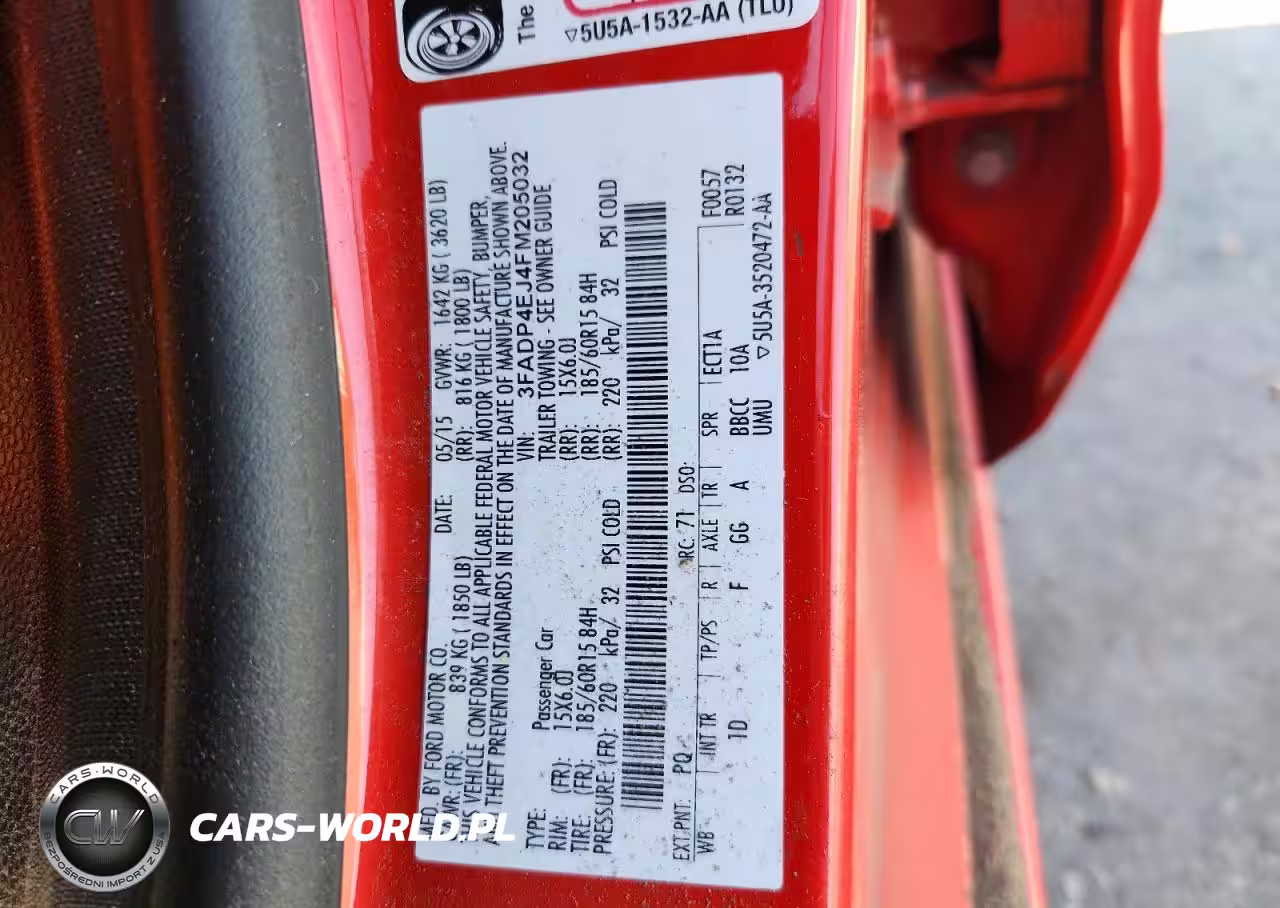 The
▽5U5A-1532-AA (TLU)
MFD. BY FORD MOTOR CO.
DATE: 05/15 GVWR: 1642 KG ( 3620 LB)
GAWR: (FR): 839 KG ( 1850 LB) (RR): 816 KG ( 1800 LB)
THIS VEHICLE CONFORMS TO ALL APPLICABLE FEDERAL MOTOR VEHICLE SAFETY, BUMPER,
AND THEFT PREVENTION STANDARDS IN EFFECT ON THE DATE OF MANUFACTURE SHOWN ABOVE.
VIN: 3FADP4EJ4FM205032
TYPE: Passenger Car TRAILER TOWING - SEE OWNER GUIDE
RIM: (FR): 15X6.0J (RR): 15X6.0J
TIRE: (FR): 185/60R15 84H (RR): 185/60R15 84H
PRESSURE: (FR): 220 kPa/ 32 PSI COLD (RR): 220 kPa/ 32 PSI COLD
EXT.PNT: PQ RC: 71 DSO: F0057
WB INT TR TP/PS R AXLE TR SPR ECT1A R0132
1D F GG A BBCC 10A
UMU ▽5U5A-3520472-AA
CARS-WORLD
CW
BEZPOŚREDNI IMPORT Z USA
CARS-WORLD.PL